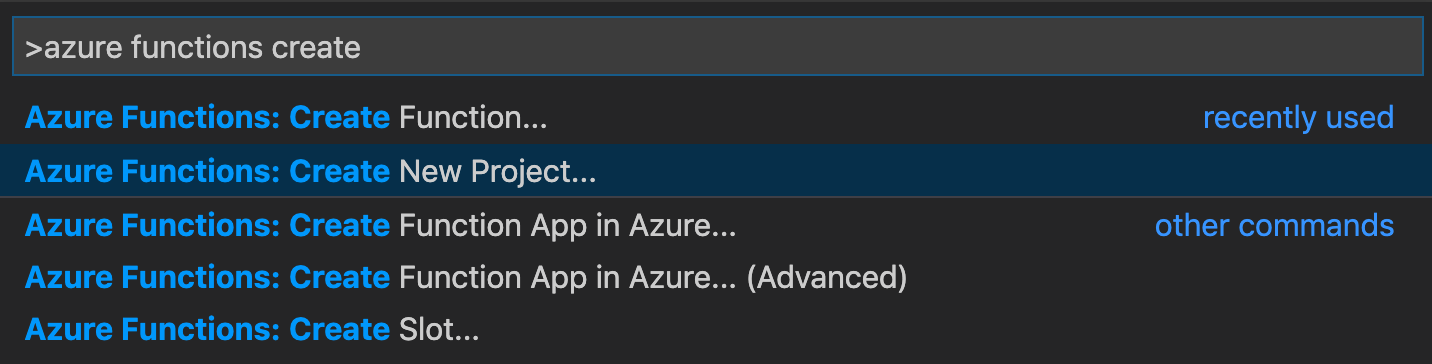 >azure functions create
Azure Functions: Create Function... recently used
Azure Functions: Create New Project...
Azure Functions: Create Function App in Azure... other commands
Azure Functions: Create Function App in Azure... (Advanced)
Azure Functions: Create Slot...